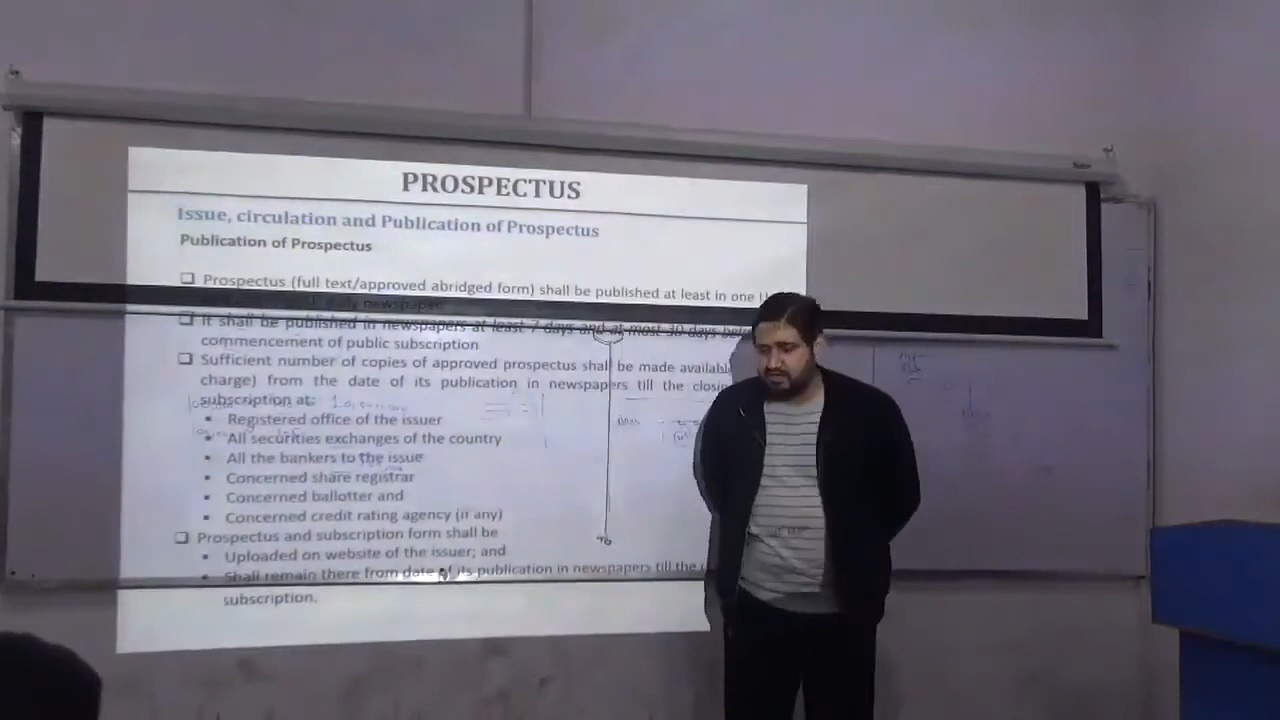 PROSPECTUS
Issue, circulation and Publication of Prospectus
Publication of Prospectus
❑ Prospectus (full text/approved abridged form) shall be published at least in one
daily newspaper
❑ It shall be published in newspapers at least 7 days and at most 30 days
commencement of public subscription
❑ Sufficient number of copies of approved prospectus shall be made
charge) from the date of its publication in newspapers till the
subscription at:
▪ Registered office of the issuer
▪ All securities exchanges of the country
▪ All the bankers to the issue
▪ Concerned share registrar
▪ Concerned ballotter and
▪ Concerned credit rating agency (if any)
❑ Prospectus and subscription form shall be
▪ Uploaded on website of the issuer; and
▪ Shall remain there from date of its publication in newspapers till the
subscription.